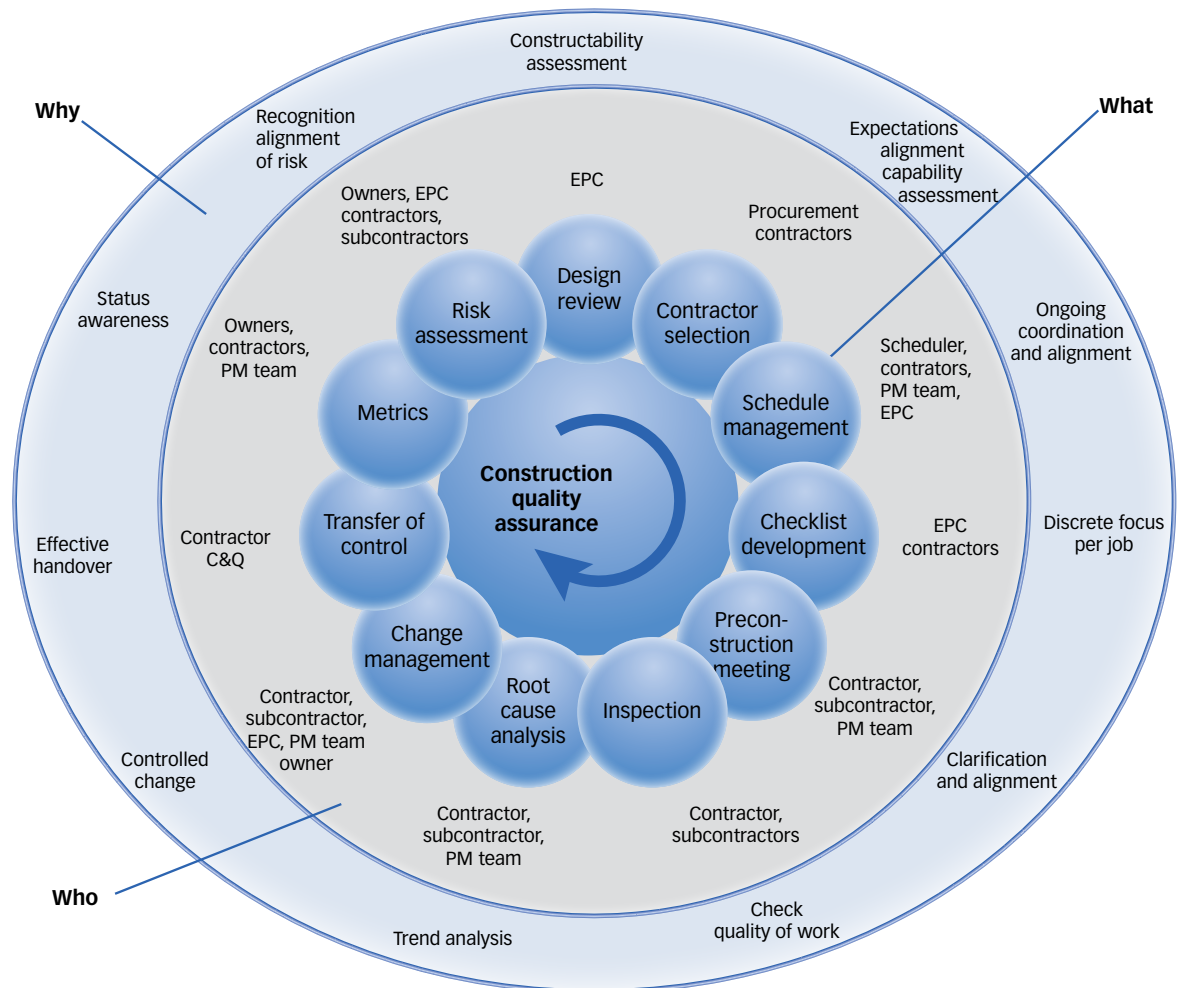 Constructability
assessment
Why
What
Recognition
alignment
of risk
Expectations
alignment
capability
assessment
Owners, EPC
contractors,
subcontractors
EPC
Procurement
contractors
Design
review
Risk
assessment
Contractor
selection
Status
awareness
Ongoing
coordination
and alignment
Owners,
contractors,
PM team
Scheduler,
contrators,
PM team,
EPC
Metrics
Schedule
management
Construction
quality
assurance
Transfer of
control
Checklist
development
Effective
handover
Contractor
C&Q
EPC
contractors
Discrete focus
per job
Change
management
Precon-
struction
meeting
Root
cause
analysis
Inspection
Contractor,
subcontractor,
EPC, PM team
owner
Contractor,
subcontractor,
PM team
Controlled
change
Clarification
and alignment
Contractor,
subcontractor,
PM team
Contractor,
subcontractors
Who
Trend analysis
Check
quality of work